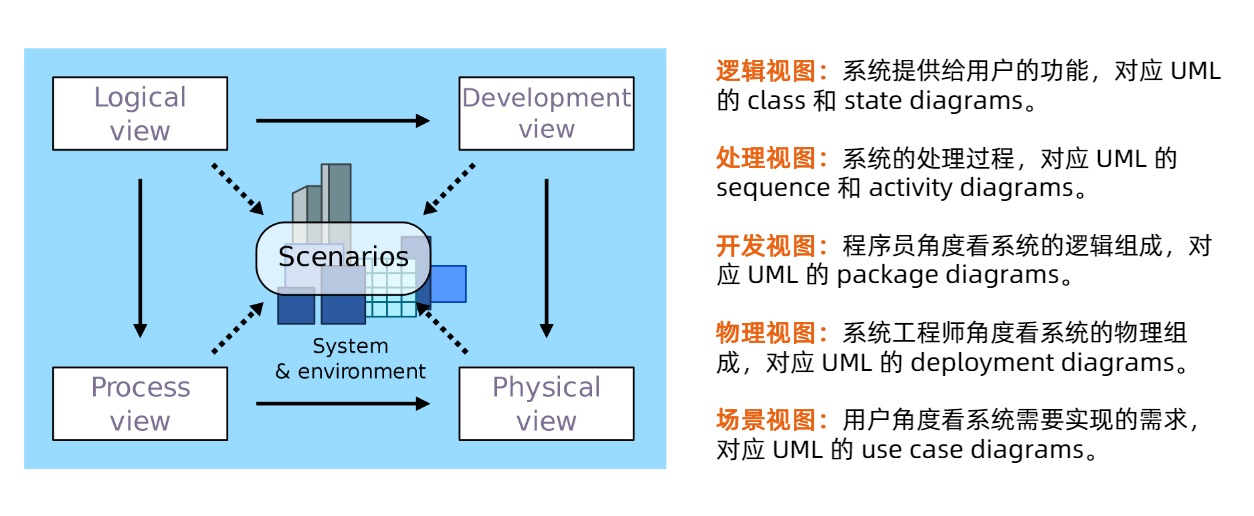 Logical
view
Development
view
Scenarios
System
& environment
Process
view
Physical
view
逻辑视图：系统提供给用户的功能，对应 UML
的 class 和 state diagrams。
处理视图：系统的处理过程，对应 UML 的
sequence 和 activity diagrams。
开发视图：程序员角度看系统的逻辑组成，对
应 UML 的 package diagrams。
物理视图：系统工程师角度看系统的物理组
成，对应 UML 的 deployment diagrams。
场景视图：用户角度看系统需要实现的需求，
对应 UML 的 use case diagrams。